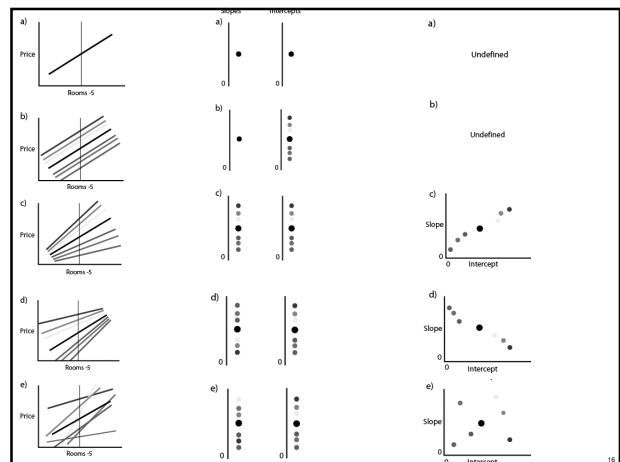 a)
Price
Rooms -5
b)
Price
Rooms -5
c)
Price
Rooms -5
d)
Price
Rooms -5
e)
Price
Rooms -5
Slopes Intercepts
a)
0 0
b)
0 0
c)
0 0
d)
0 0
e)
0 0
a)
Undefined
b)
Undefined
c)
Slope
0
Intercept
d)
Slope
0
Intercept
e)
Slope
0
Intercept
16